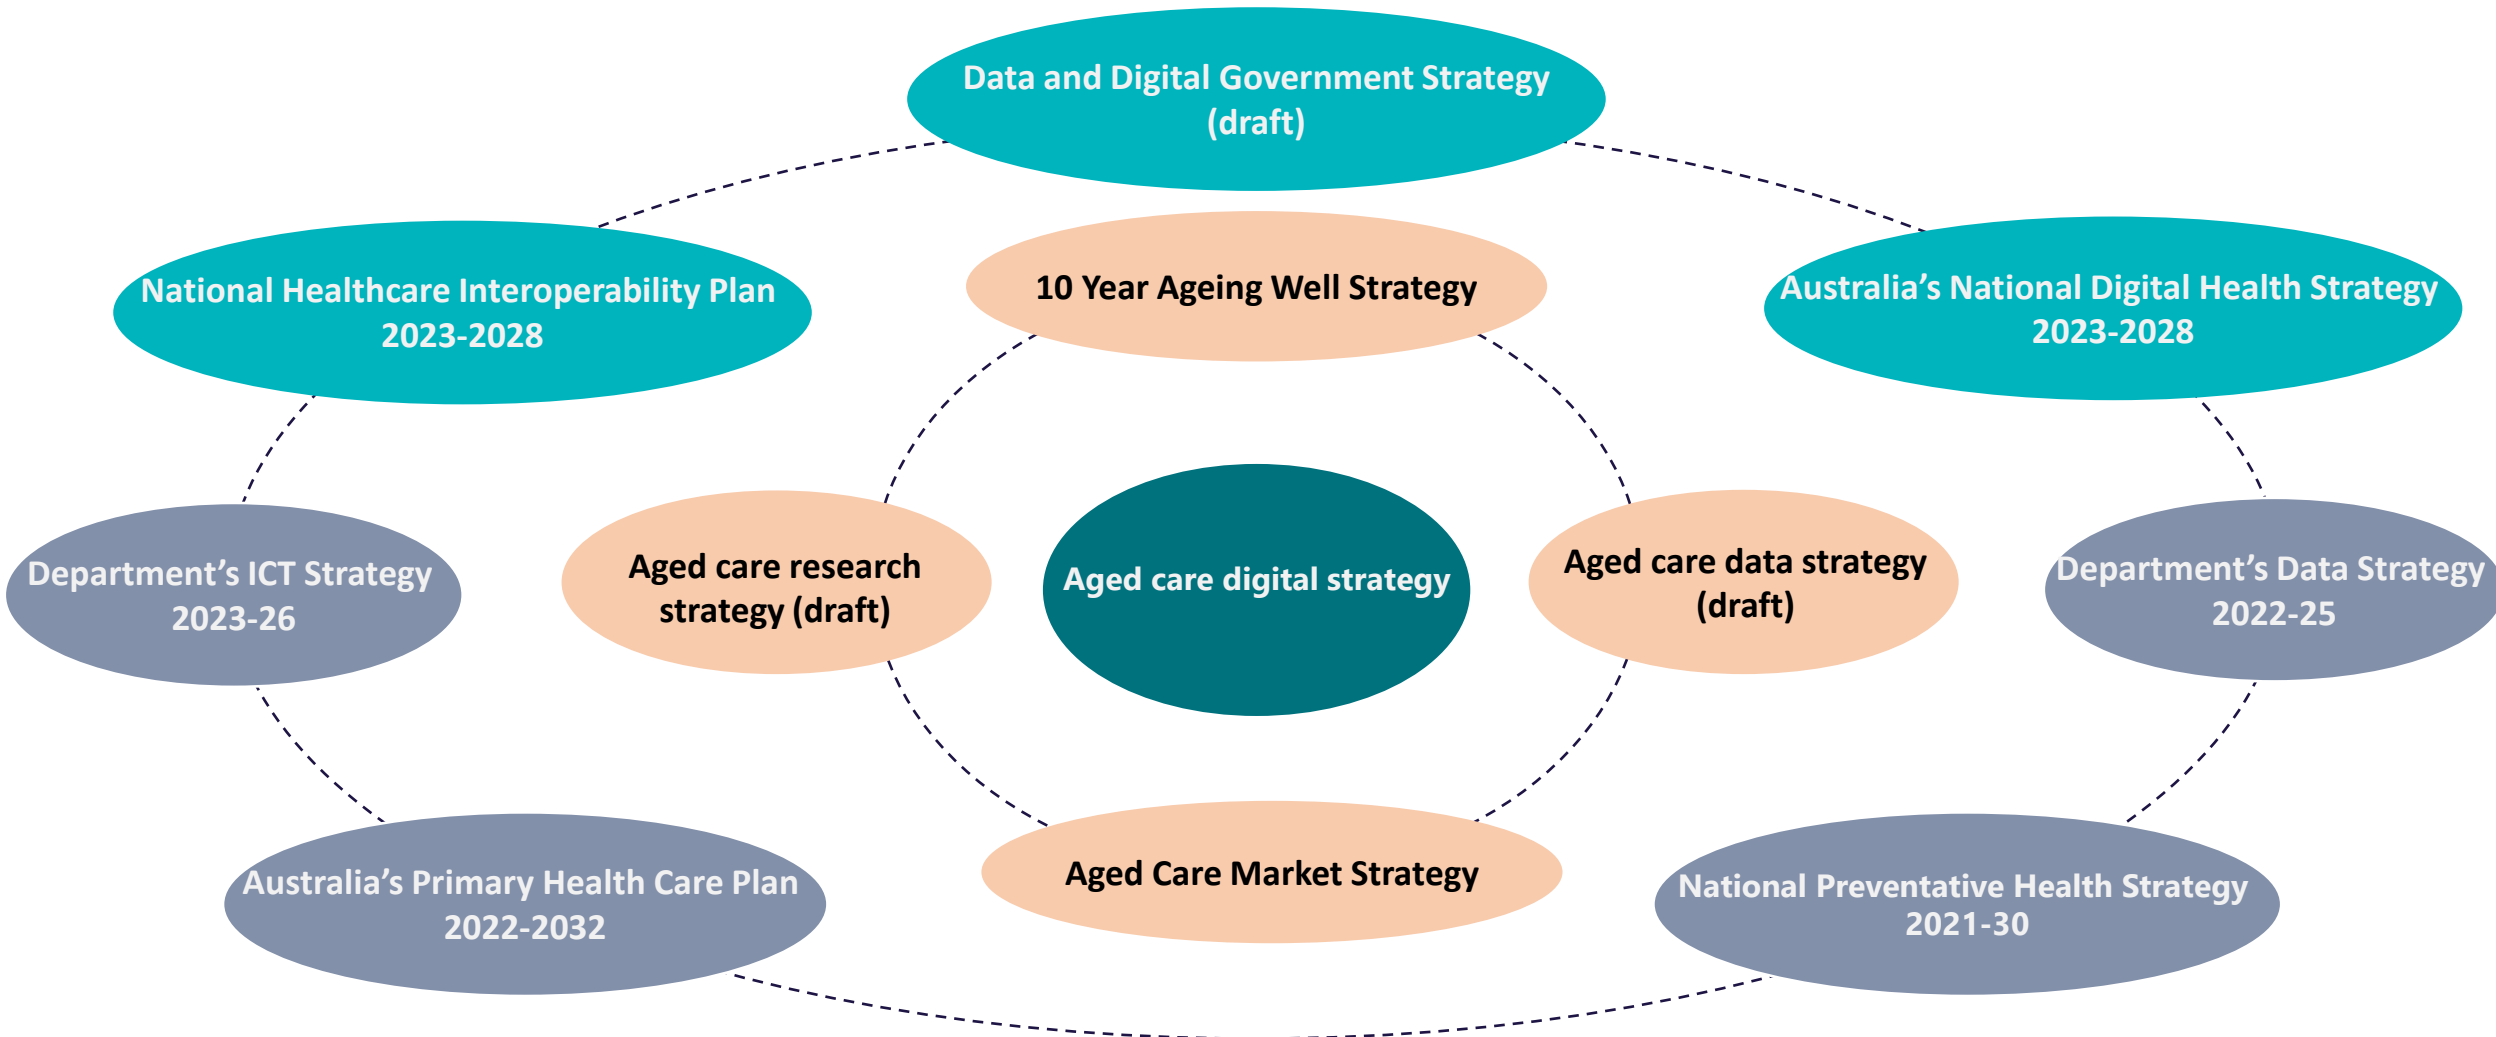 Data and Digital Government Strategy
(draft)
National Healthcare Interoperability Plan
2023-2028
10 Year Ageing Well Strategy
Australia’s National Digital Health Strategy
2023-2028
Department’s ICT Strategy
2023-26
Aged care research
strategy (draft)
Aged care digital strategy
Aged care data strategy
(draft)
Department’s Data Strategy
2022-25
Australia’s Primary Health Care Plan
2022-2032
Aged Care Market Strategy
National Preventative Health Strategy
2021-30